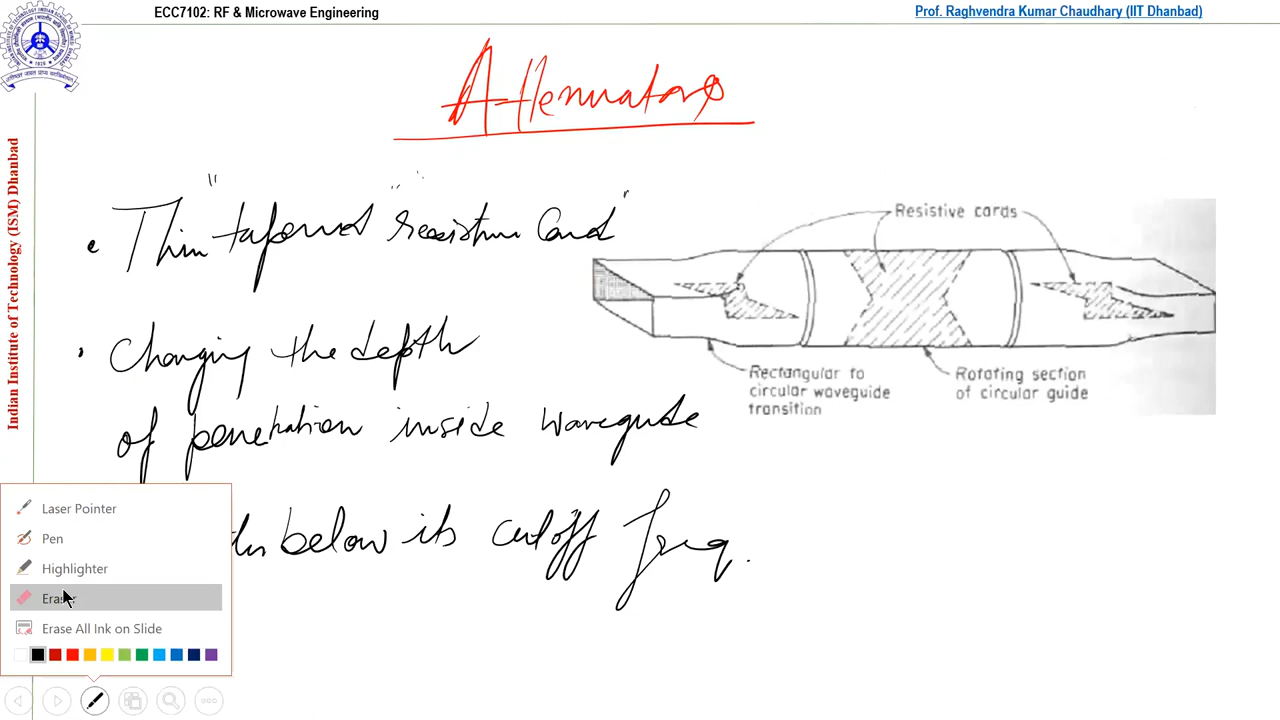 ECC7102: RF & Microwave Engineering
Prof. Raghvendra Kumar Chaudhary (IIT Dhanbad)
Indian Institute of Technology (ISM) Dhanbad
Attenuators
• Thin "tapered" "resistive Card"
• Changing the depth
of penetration inside waveguide
below its cutoff freq.
Resistive cards
Rectangular to
circular waveguide
transition
Rotating section
of circular guide
Laser Pointer
Pen
Highlighter
Eraser
Erase All Ink on Slide